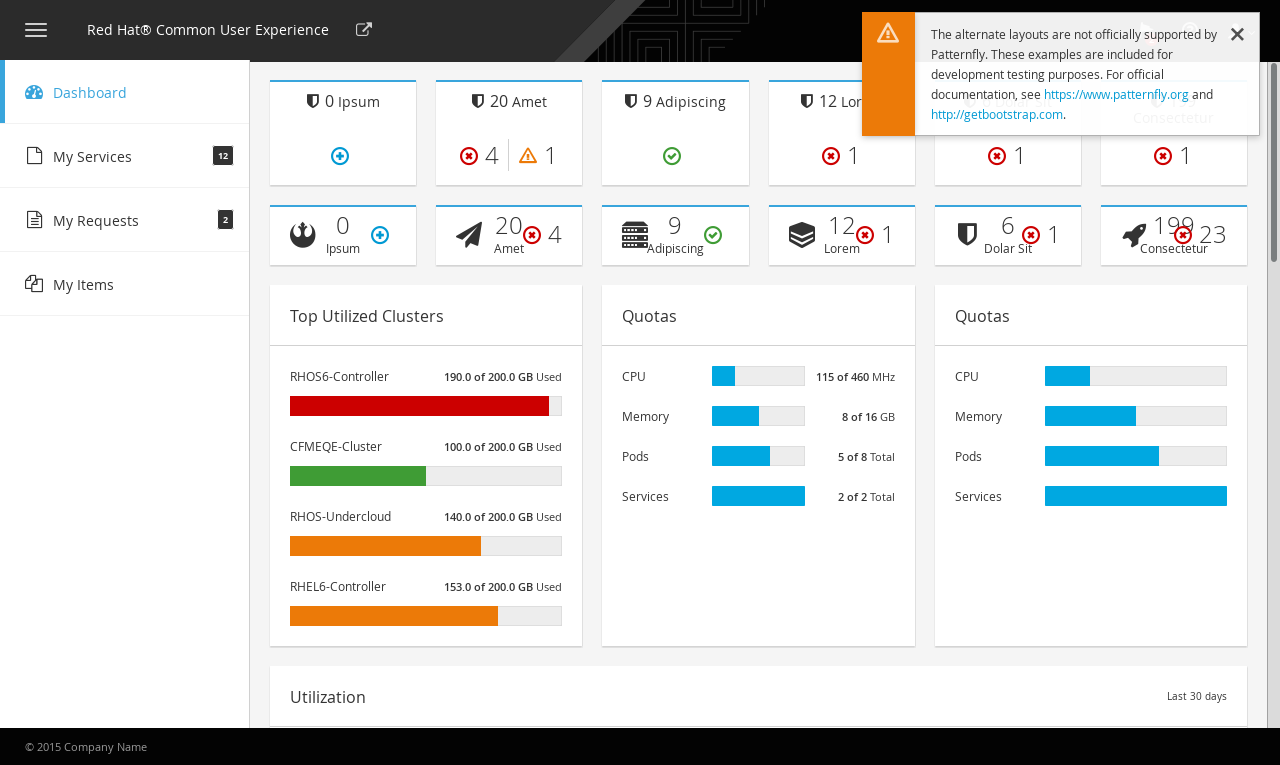 Red Hat® Common User Experience
The alternate layouts are not officially supported by
Patternfly. These examples are included for
development testing purposes. For official
documentation, see https://www.patternfly.org and
http://getbootstrap.com.
Dashboard
My Services 12
My Requests 2
My Items
0 Ipsum
20 Amet
4 1
9 Adipiscing
12 Lor
1
1
Consectetur
1
0
Ipsum
20
Amet
4
9
Adipiscing
12
Lorem
1
6
Dolar Sit
1
199
Consectetur
23
Top Utilized Clusters
RHOS6-Controller 190.0 of 200.0 GB Used
CFMEQE-Cluster 100.0 of 200.0 GB Used
RHOS-Undercloud 140.0 of 200.0 GB Used
RHEL6-Controller 153.0 of 200.0 GB Used
Quotas
CPU 115 of 460 MHz
Memory 8 of 16 GB
Pods 5 of 8 Total
Services 2 of 2 Total
Quotas
CPU
Memory
Pods
Services
Utilization Last 30 days
© 2015 Company Name